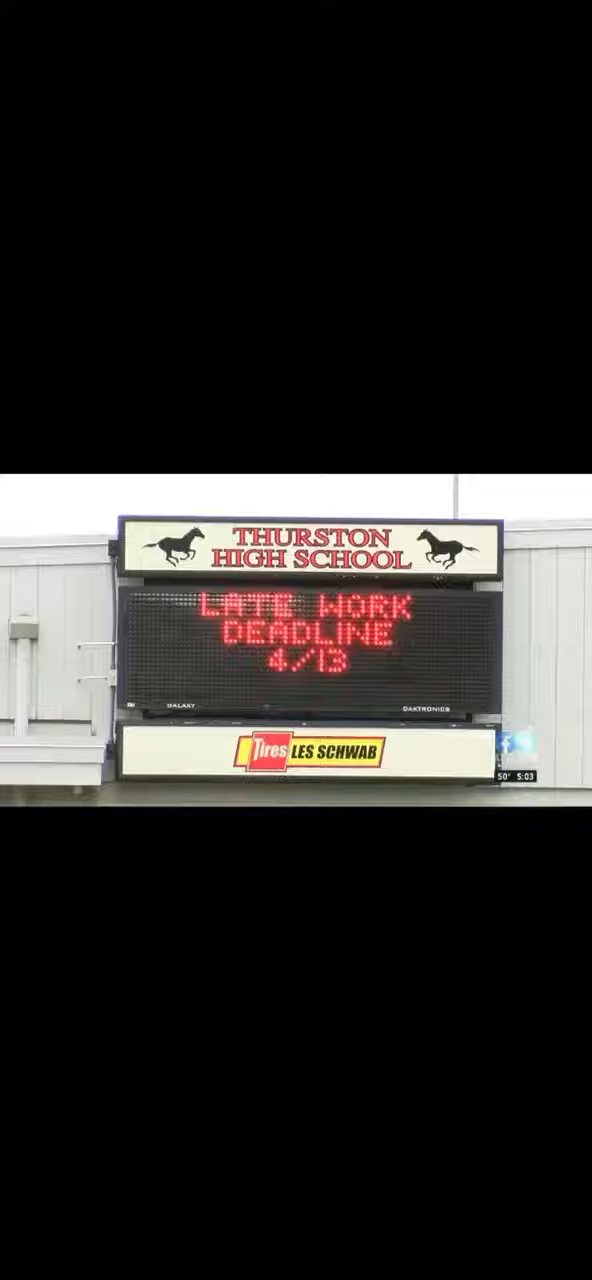 THURSTON
HIGH SCHOOL
LATE WORK
DEADLINE
4/13
GALAXY
DAKTRONICS
Tires LES SCHWAB
50° 5:03